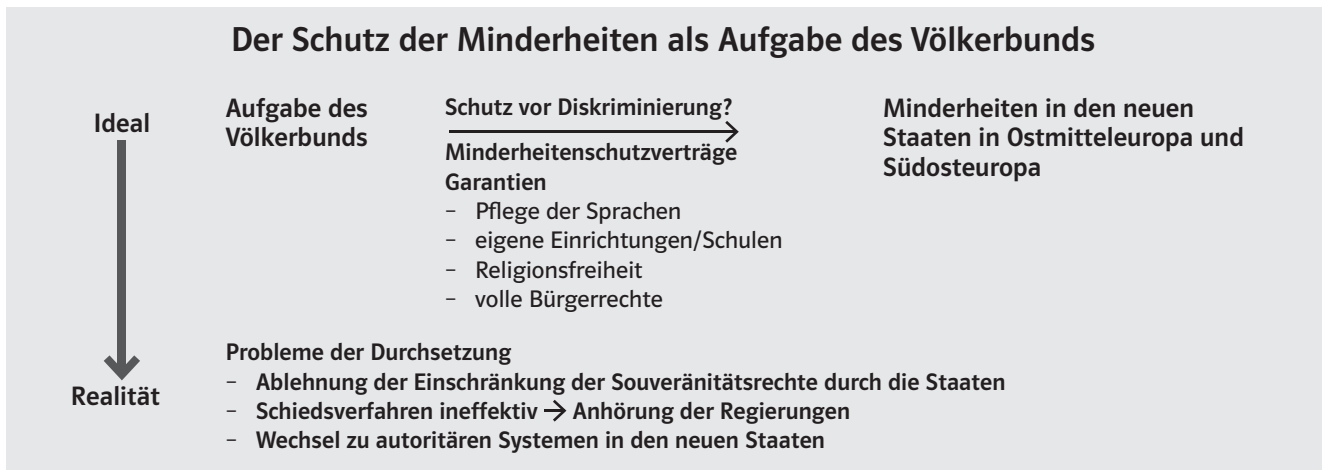 Der Schutz der Minderheiten als Aufgabe des Völkerbunds
Ideal
Aufgabe des
Völkerbunds
Schutz vor Diskriminierung?
Minderheitenschutzverträge
Garantien
– Pflege der Sprachen
– eigene Einrichtungen/Schulen
– Religionsfreiheit
– volle Bürgerrechte
Minderheiten in den neuen
Staaten in Ostmitteleuropa und
Südosteuropa
Realität
Probleme der Durchsetzung
– Ablehnung der Einschränkung der Souveränitätsrechte durch die Staaten
– Schiedsverfahren ineffektiv → Anhörung der Regierungen
– Wechsel zu autoritären Systemen in den neuen Staaten